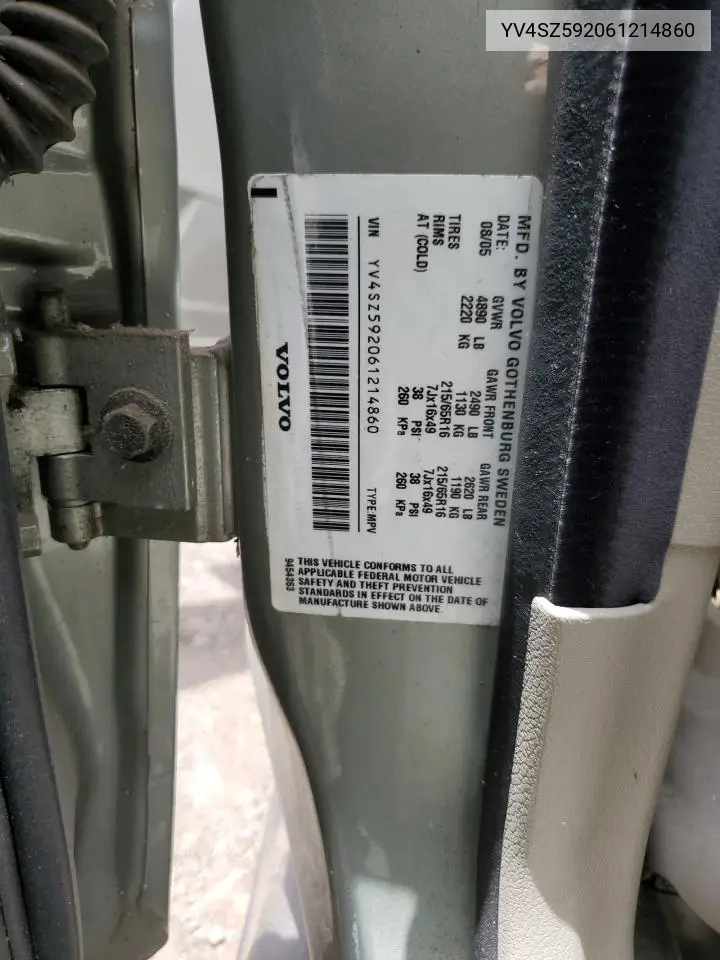 YV4SZ592061214860
MFD. BY VOLVO GOTHENBURG SWEDEN
DATE: GVWR GAWR FRONT GAWR REAR
08/05 4890 LB 2490 LB 2620 LB
2220 KG 1130 KG 1190 KG
TIRES 215/65R16 215/65R16
RIMS 7Jx16x49 7Jx16x49
AT (COLD) 38 PSI 38 PSI
260 KPa 260 KPa
VIN YV4SZ592061214860 TYPE:MPV
VOLVO
THIS VEHICLE CONFORMS TO ALL
APPLICABLE FEDERAL MOTOR VEHICLE
SAFETY AND THEFT PREVENTION
STANDARDS IN EFFECT ON THE DATE OF
MANUFACTURE SHOWN ABOVE.
9454363